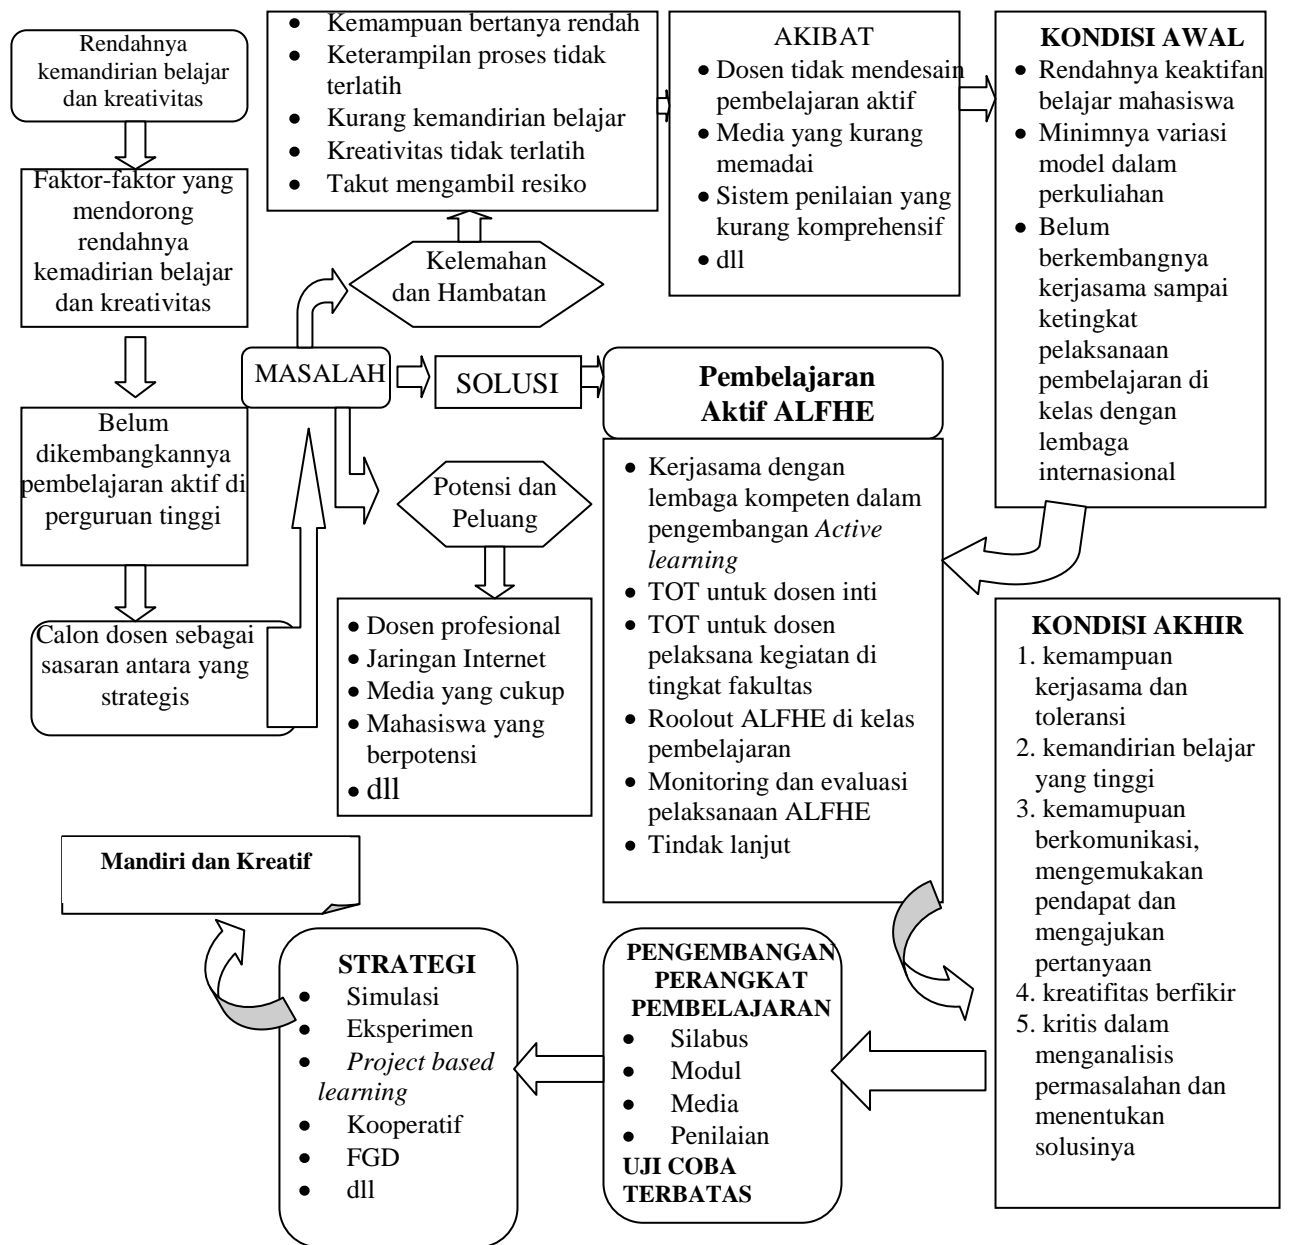 Rendahnya
kemandirian belajar
dan kreativitas
Faktor-faktor yang
mendorong
rendahnya
kemadirian belajar
dan kreativitas
Belum
dikembangkannya
pembelajaran aktif di
perguruan tinggi
Calon dosen sebagai
sasaran antara yang
strategis
MASALAH
Kelemahan
dan Hambatan
• Kemampuan bertanya rendah
• Keterampilan proses tidak
terlatih
• Kurang kemandirian belajar
• Kreativitas tidak terlatih
• Takut mengambil resiko
AKIBAT
• Dosen tidak mendesain
pembelajaran aktif
• Media yang kurang
memadai
• Sistem penilaian yang
kurang komprehensif
• dll
KONDISI AWAL
• Rendahnya keaktifan
belajar mahasiswa
• Minimnya variasi
model dalam
perkuliahan
• Belum
berkembangnya
kerjasama sampai
ketingkat
pelaksanaan
pembelajaran di
kelas dengan
lembaga
internasional
SOLUSI
Potensi dan
Peluang
• Dosen profesional
• Jaringan Internet
• Media yang cukup
• Mahasiswa yang
berpotensi
• dll
Pembelajaran
Aktif ALFHE
• Kerjasama dengan
lembaga kompeten dalam
pengembangan Active
learning
• TOT untuk dosen inti
• TOT untuk dosen
pelaksana kegiatan di
tingkat fakultas
• Roolout ALFHE di kelas
pembelajaran
• Monitoring dan evaluasi
pelaksanaan ALFHE
• Tindak lanjut
KONDISI AKHIR
1. kemampuan
kerjasama dan
toleransi
2. kemandirian belajar
yang tinggi
3. kemamupuan
berkomunikasi,
mengemukakan
pendapat dan
mengajukan
pertanyaan
4. kreatifitas berfikir
5. kritis dalam
menganalisis
permasalahan dan
menentukan
solusinya
PENGEMBANGAN
PERANGKAT
PEMBELAJARAN
• Silabus
• Modul
• Media
• Penilaian
UJI COBA
TERBATAS
STRATEGI
• Simulasi
• Eksperimen
• Project based
learning
• Kooperatif
• FGD
• dll
Mandiri dan Kreatif